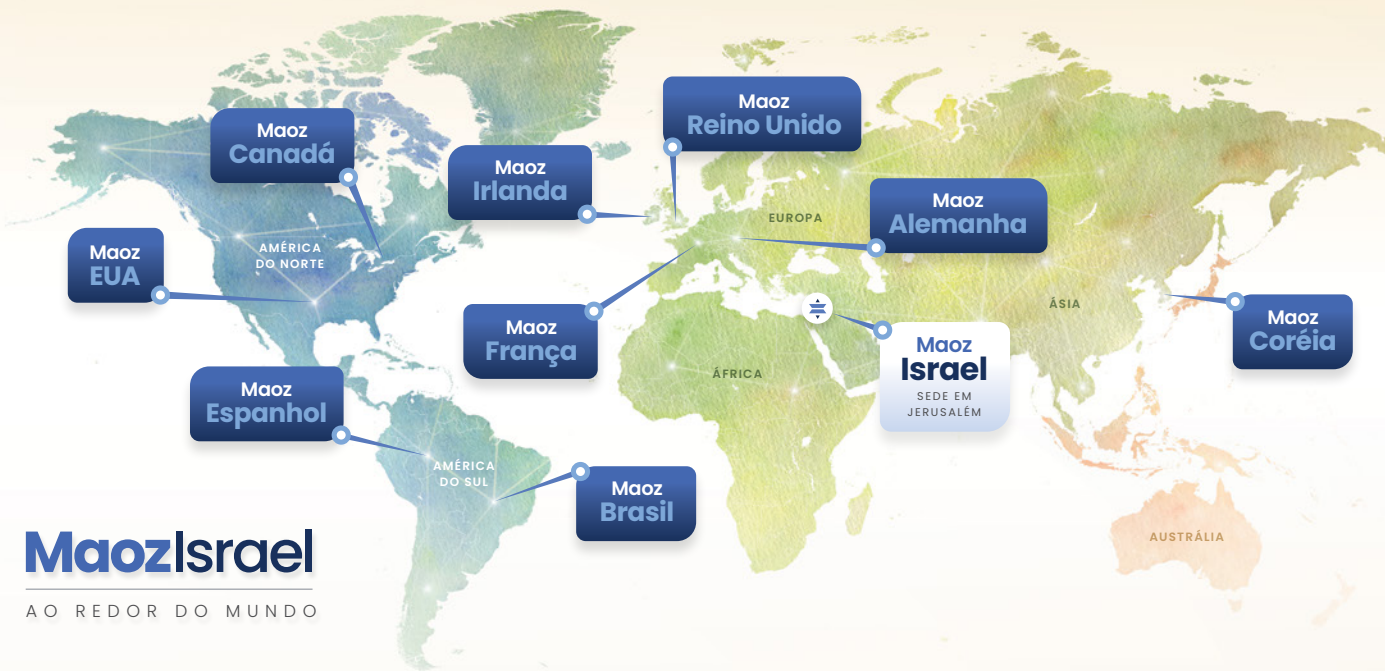 Maoz
Reino Unido
Maoz
Canadá
Maoz
Irlanda
Maoz
Alemanha
EUROPA
Maoz
EUA
AMÉRICA
DO NORTE
ÁSIA
Maoz
França
Maoz
Coréia
Maoz
Israel
SEDE EM
JERUSALÉM
ÁFRICA
Maoz
Espanhol
AMÉRICA
DO SUL
Maoz
Brasil
AUSTRÁLIA
MaozIsrael
AO REDOR DO MUNDO